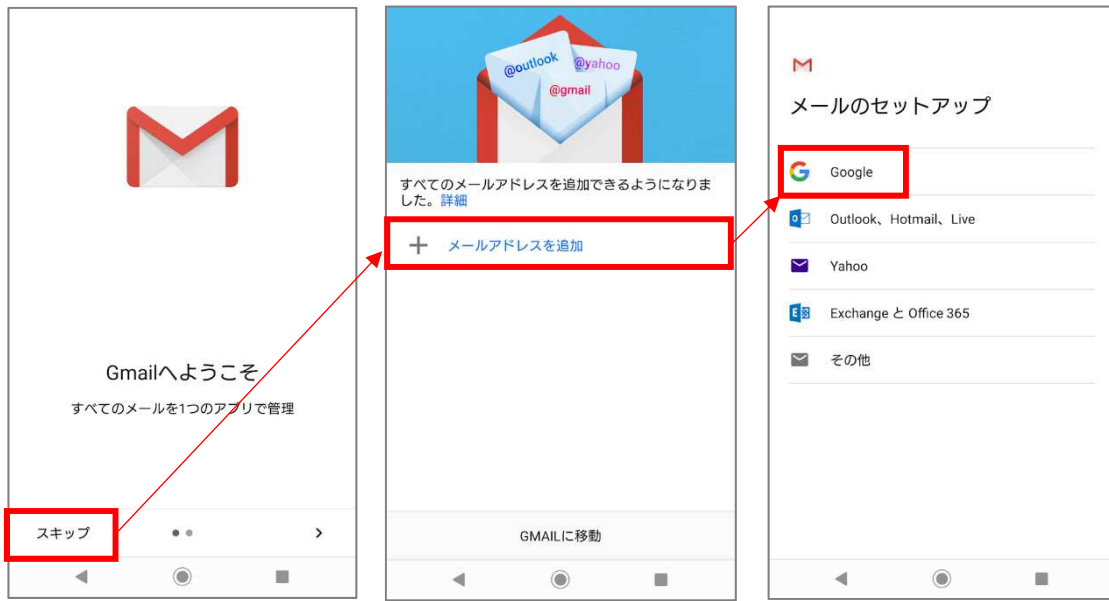 Gmailへようこそ
すべてのメールを1つのアプリで管理
スキップ
@outlook
@yahoo
@gmail
すべてのメールアドレスを追加できるようになりま
した。詳細
メールアドレスを追加
GMAILに移動
メールのセットアップ
Google
Outlook、Hotmail、Live
Yahoo
Exchange と Office 365
その他